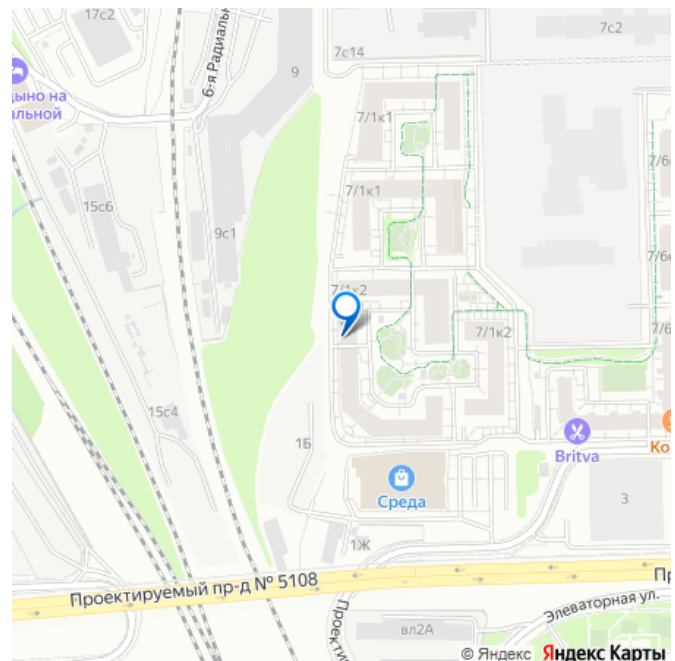 17с2
7с14
7с2
6-я Радиальн
9
ыно на
альной
7/1к1
7/6
15с6
7/1к1
9с1
7/6
7/1к2
7/1к2
7/6
15с4
1Б
Britva
Ко
Среда
3
1Ж
Проектируемый пр-д № 5108
Пр
Проекти
Элеваторная ул.
вл2А
© Яндекс Яндекс Карты